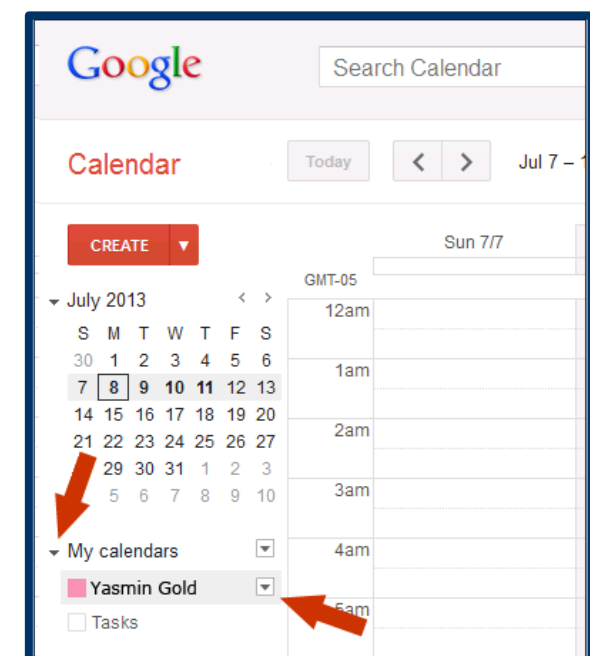 Google
Search Calendar
Calendar
Today
< >
Jul 7 –
CREATE
Sun 7/7
GMT-05
July 2013 < >
S M T W T F S
30 1 2 3 4 5 6
7 8 9 10 11 12 13
14 15 16 17 18 19 20
21 22 23 24 25 26 27
29 30 31 1 2 3
5 6 7 8 9 10
12am
1am
2am
3am
4am
5am
My calendars
Yasmin Gold
Tasks